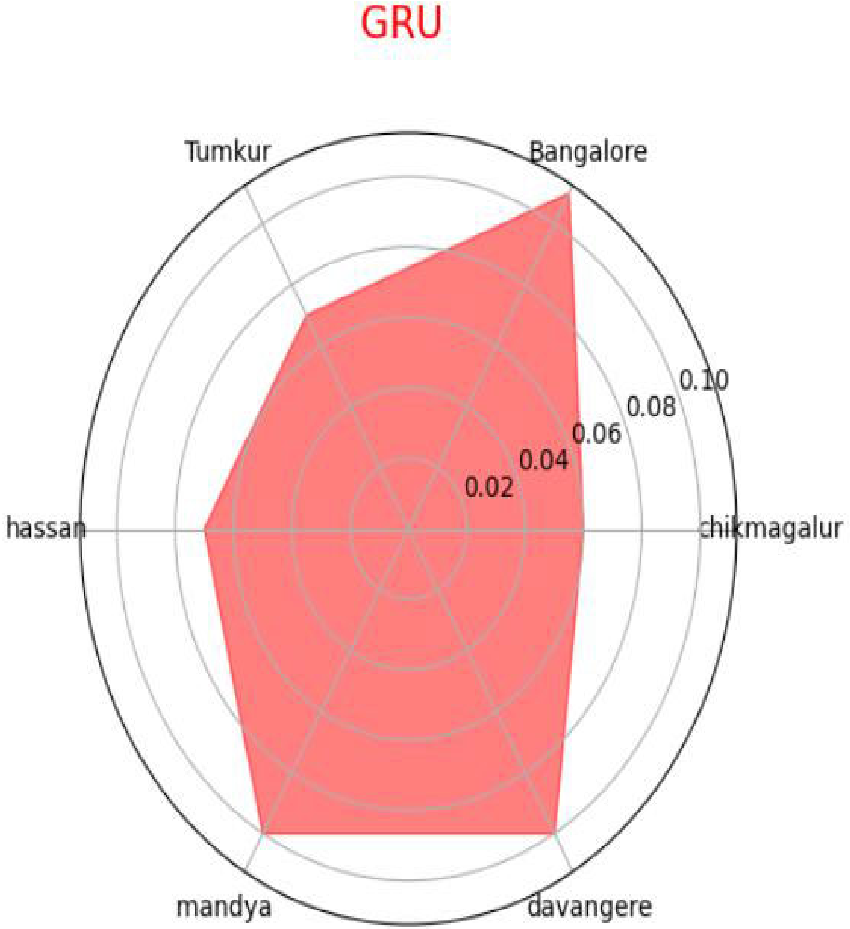 GRU
Tumkur
Bangalore
0.10
0.08
0.06
0.04
0.02
hassan
chikmagalur
mandya
davangere